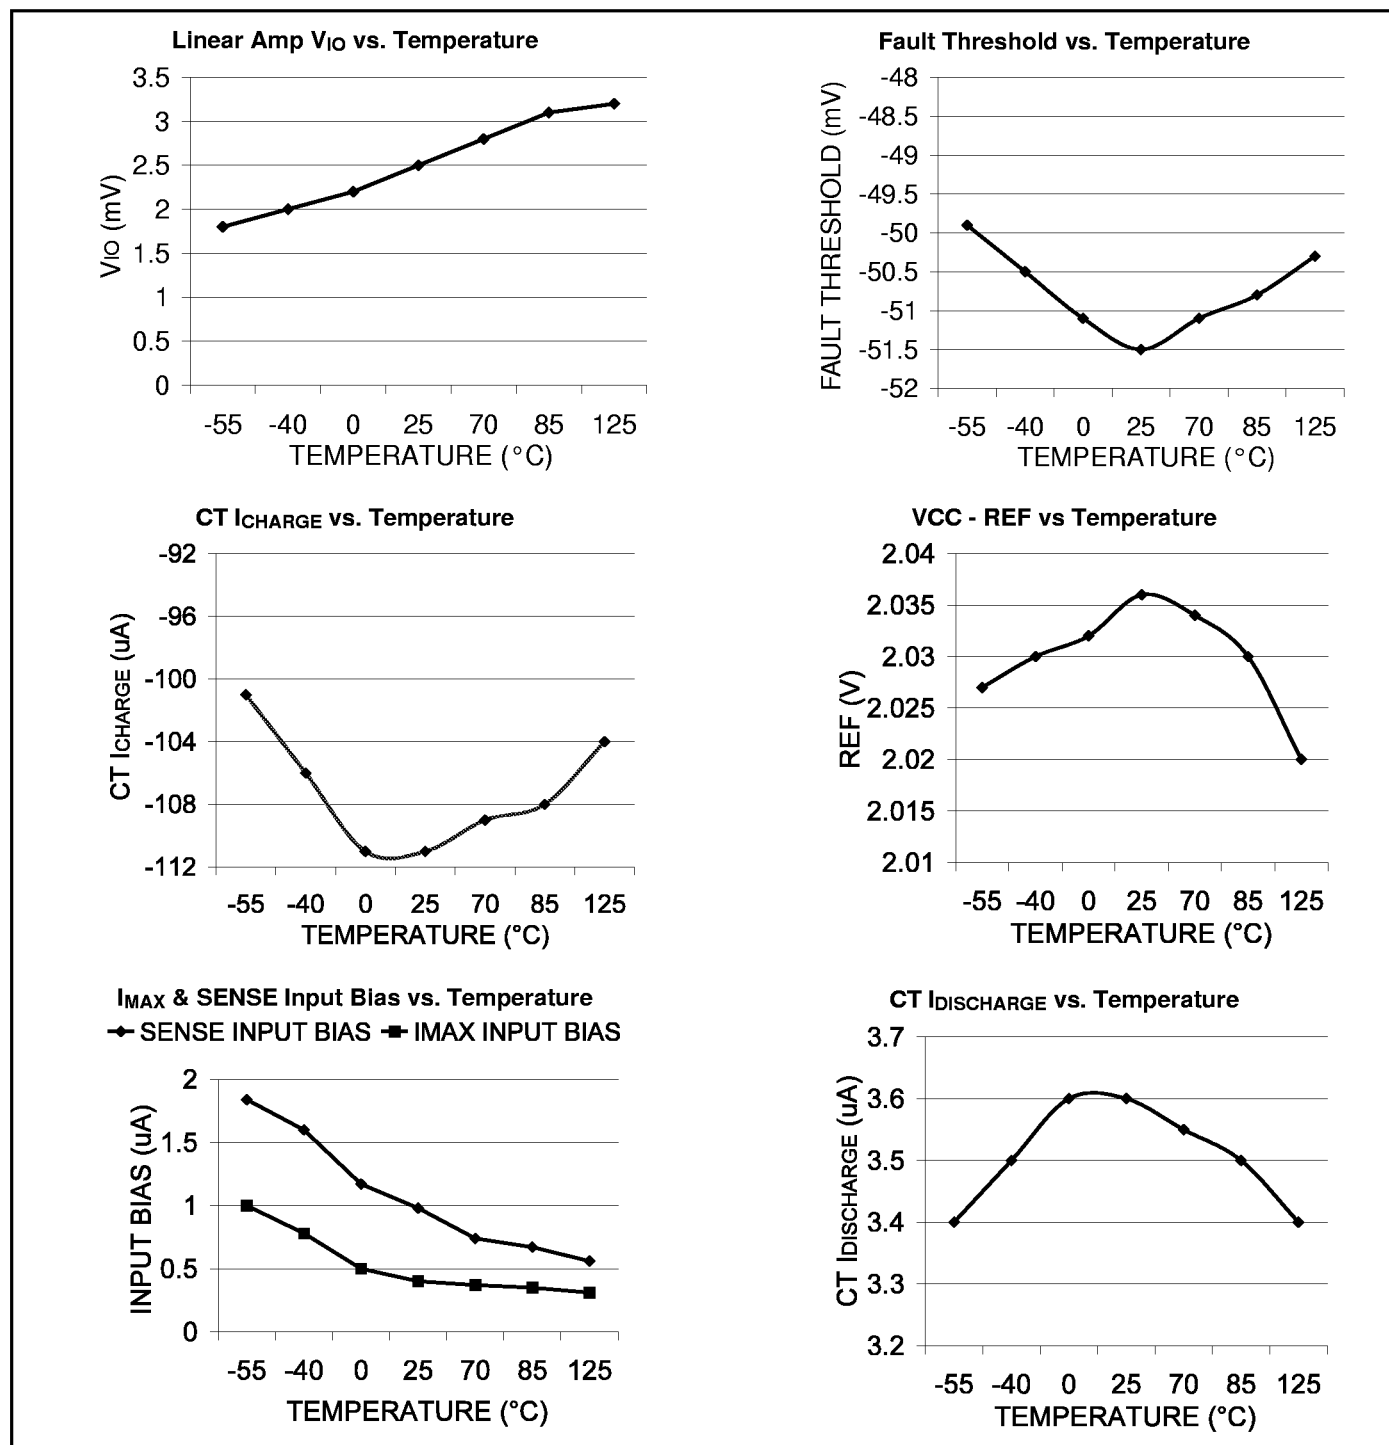 Linear Amp VIO vs. Temperature
3.5
3
2.5
2
1.5
1
0.5
0
VIO (mV)
-55 -40 0 25 70 85 125
TEMPERATURE (°C)
Fault Threshold vs. Temperature
-48
-48.5
-49
-49.5
-50
-50.5
-51
-51.5
-52
FAULT THRESHOLD (mV)
-55 -40 0 25 70 85 125
TEMPERATURE (°C)
CT ICHARGE vs. Temperature
-92
-96
-100
-104
-108
-112
CT ICHARGE (uA)
-55 -40 0 25 70 85 125
TEMPERATURE (°C)
VCC - REF vs Temperature
2.04
2.035
2.03
2.025
2.02
2.015
2.01
REF (V)
-55 -40 0 25 70 85 125
TEMPERATURE (°C)
IMAX & SENSE Input Bias vs. Temperature
SENSE INPUT BIAS IMAX INPUT BIAS
2
1.5
1
0.5
0
INPUT BIAS (uA)
-55 -40 0 25 70 85 125
TEMPERATURE (°C)
CT IDISCHARGE vs. Temperature
3.7
3.6
3.5
3.4
3.3
3.2
CT IDISCHARGE (uA)
-55 -40 0 25 70 85 125
TEMPERATURE (°C)